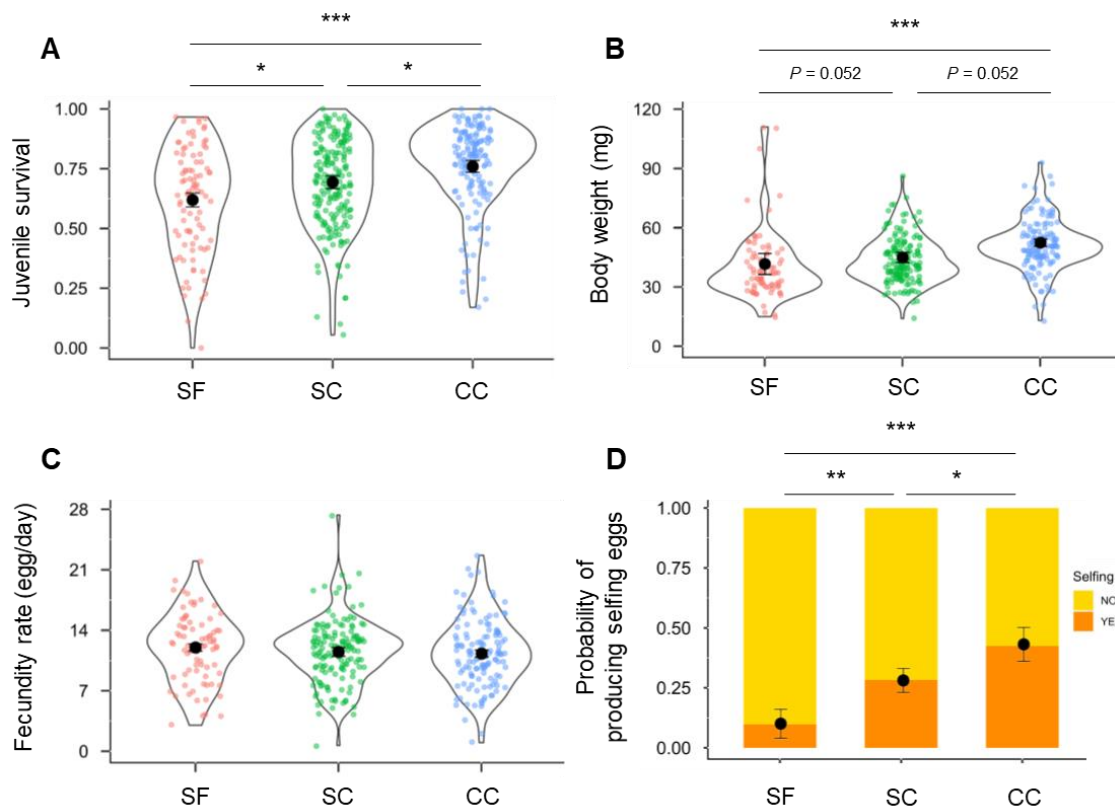 A
***
* *
Juvenile survival
1.00
0.75
0.50
0.25
0.00
SF SC CC
B
***
P = 0.052 P = 0.052
Body weight (mg)
120
90
60
30
0
SF SC CC
C
Fecundity rate (egg/day)
28
21
14
7
0
SF SC CC
D
***
** *
Probability of
producing selfing eggs
1.00
0.75
0.50
0.25
0.00
SF SC CC
Selfing
NO
YE